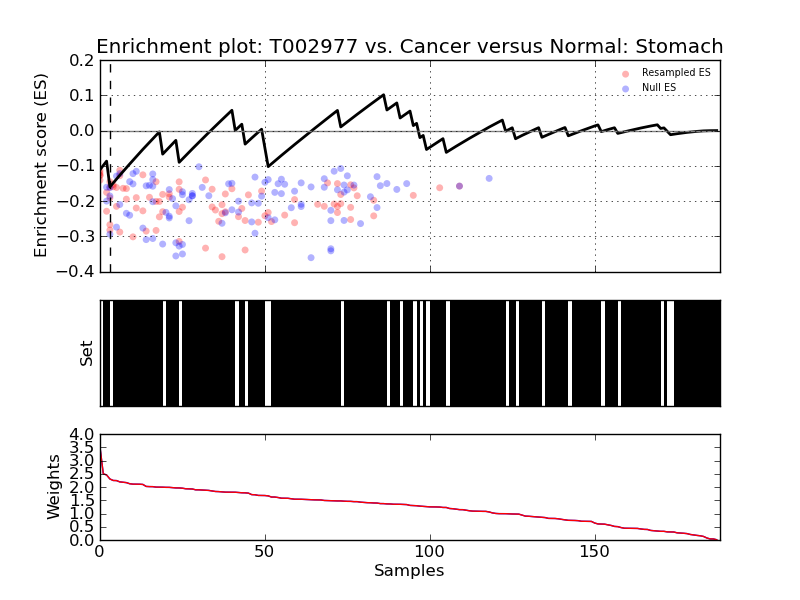 Enrichment plot: T002977 vs. Cancer versus Normal: Stomach
0.2
0.1
0.0
−0.1
−0.2
−0.3
−0.4
Enrichment score (ES)
Resampled ES
Null ES
Set
4.0
3.5
3.0
2.5
2.0
1.5
1.0
0.5
0.0
Weights
0
50
100
150
Samples